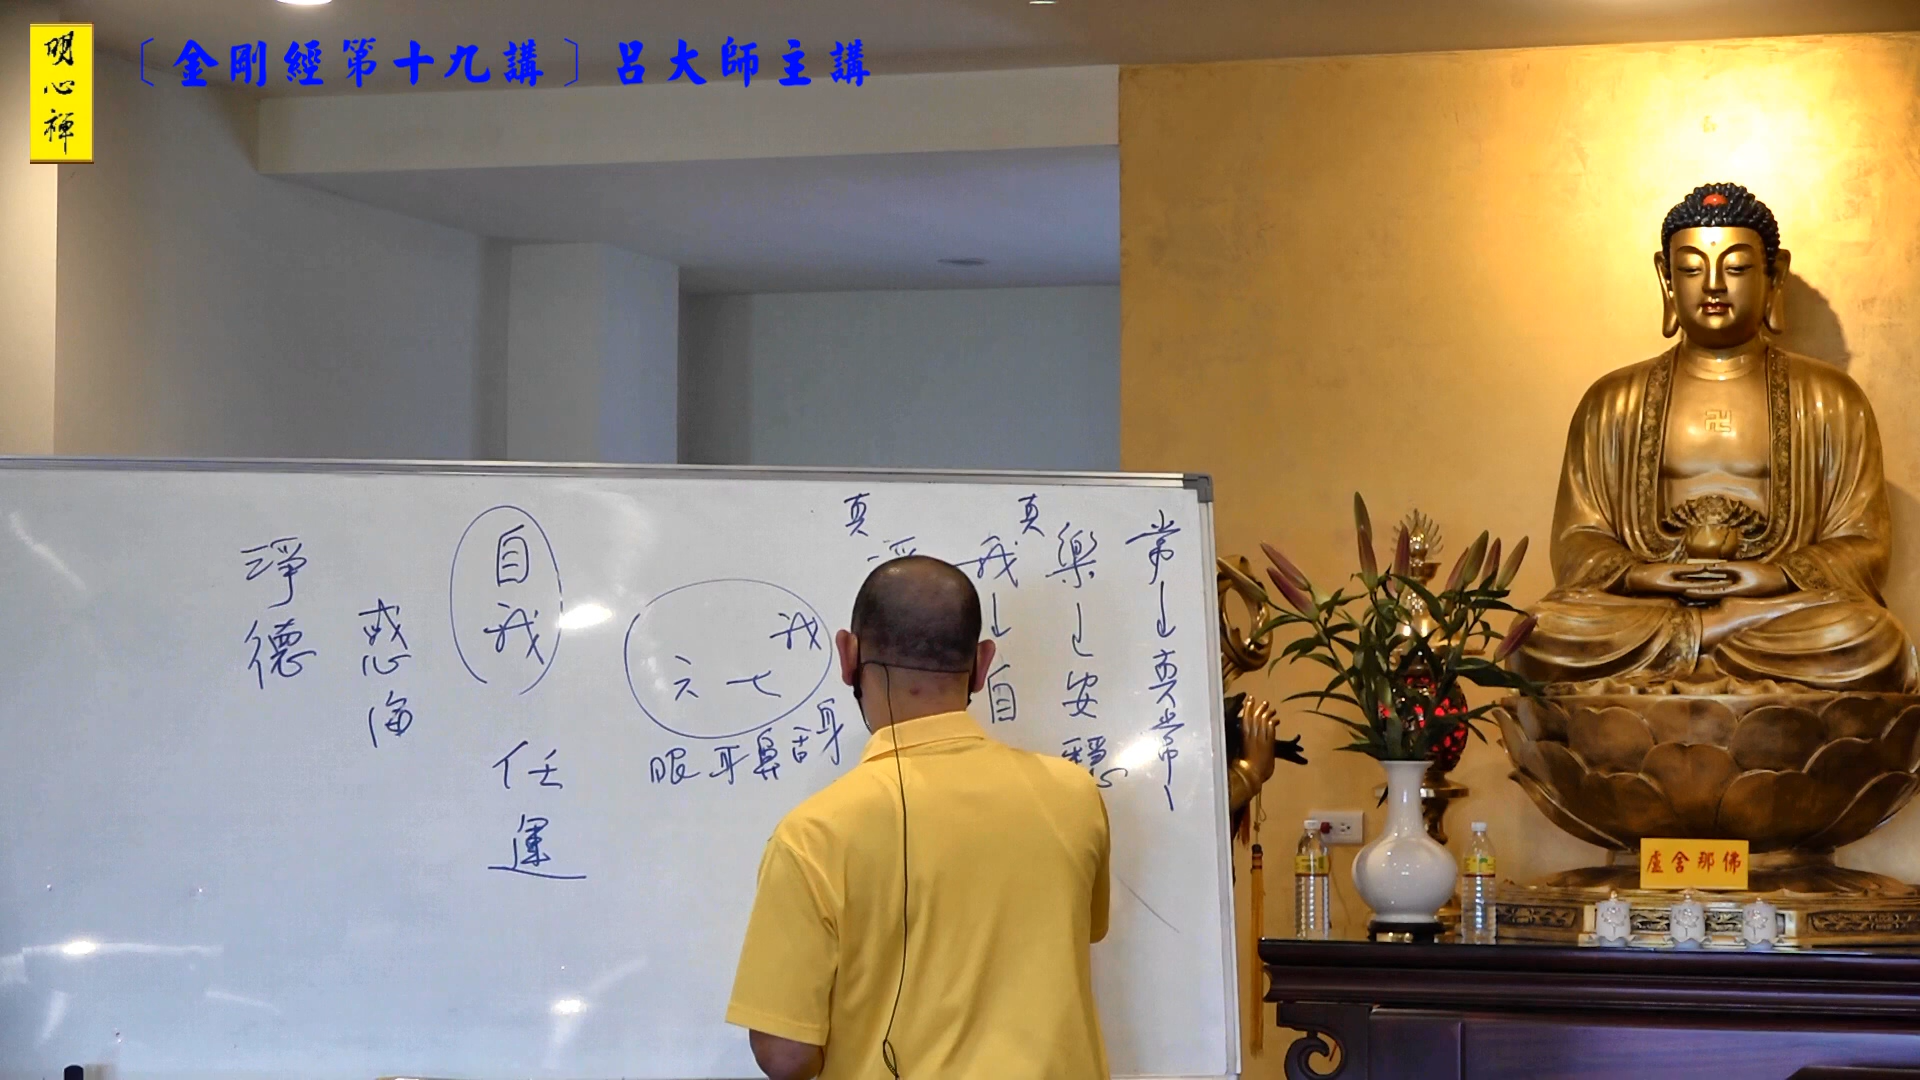 明心禪
〔金剛經第十九講〕呂大師主講
常↓真常
真樂↓安穩
我↓自
真淨
我
六七
眼耳鼻舌身
自我
任運
惑
淨德
盧舍那佛